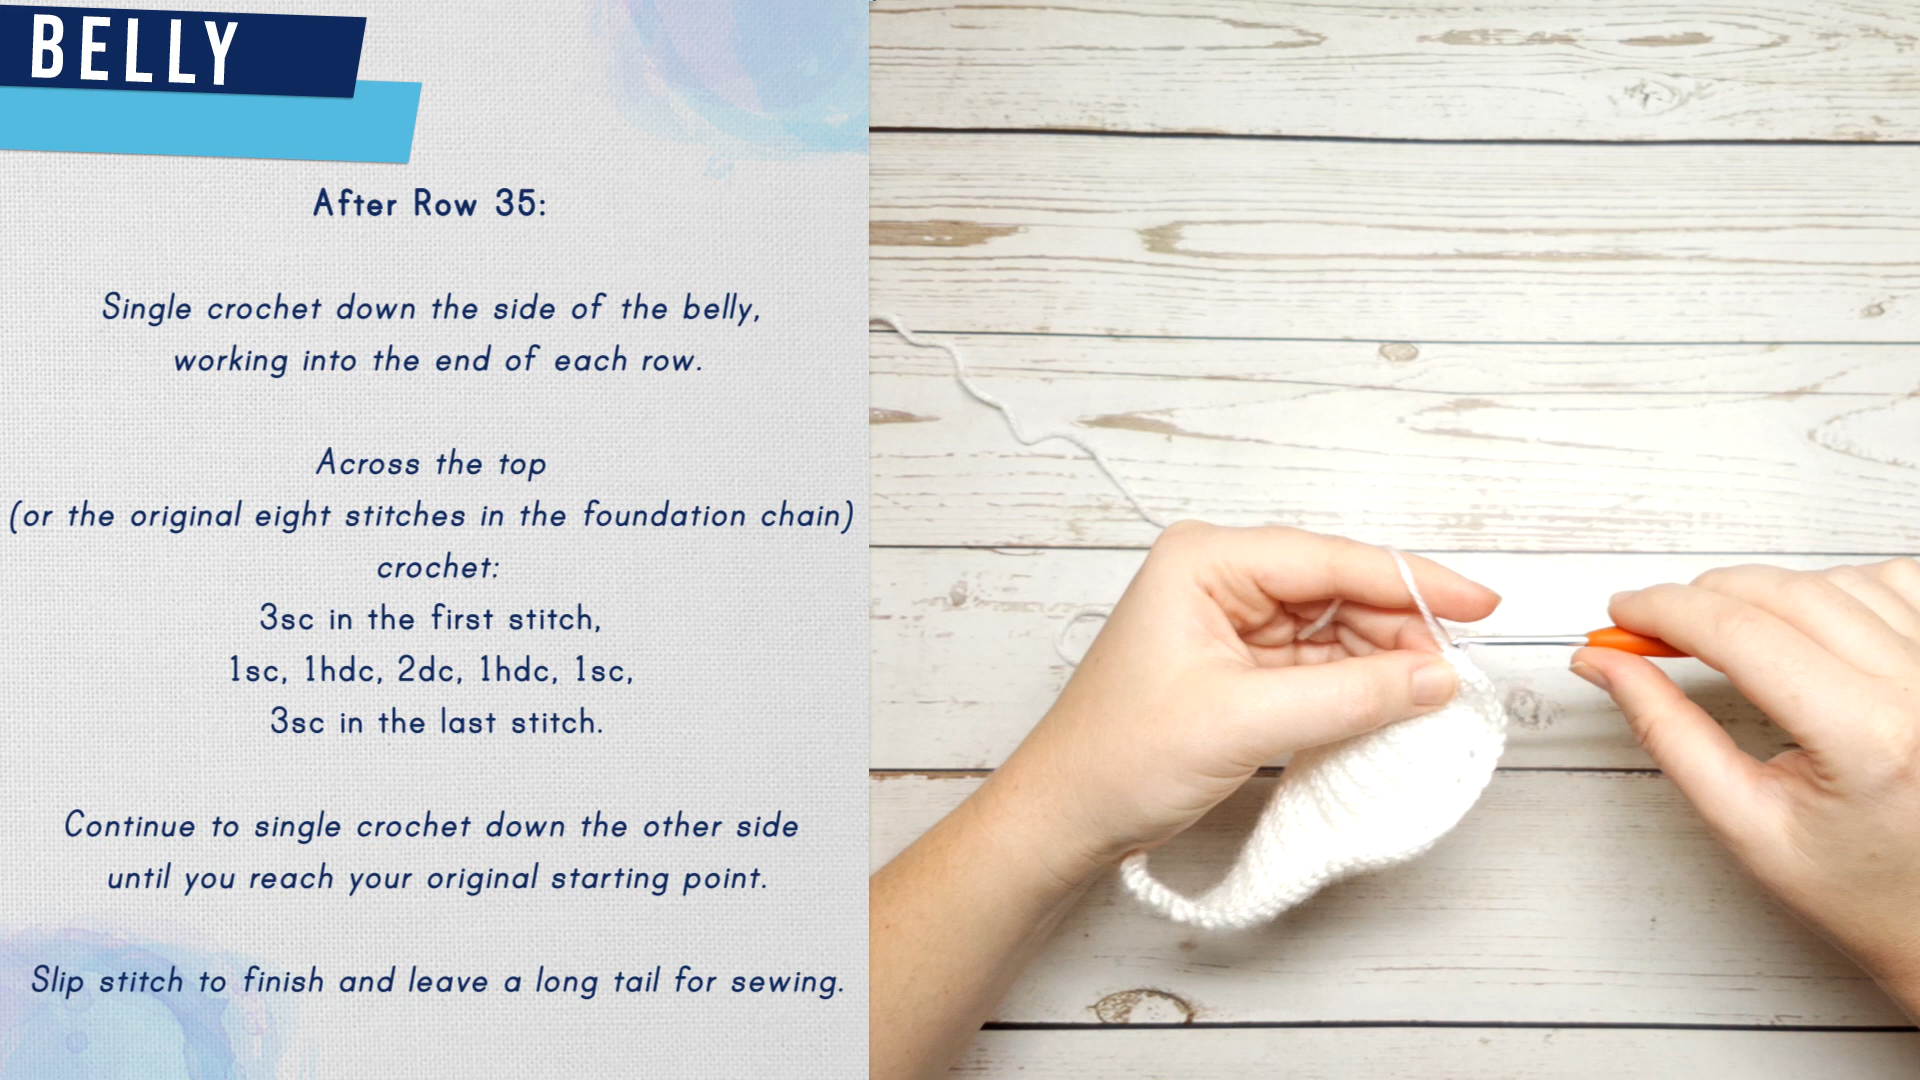 BELLY
After Row 35:
Single crochet down the side of the belly,
working into the end of each row.
Across the top
(or the original eight stitches in the foundation chain)
crochet:
3sc in the first stitch,
1sc, 1hdc, 2dc, 1hdc, 1sc,
3sc in the last stitch.
Continue to single crochet down the other side
until you reach your original starting point.
Slip stitch to finish and leave a long tail for sewing.